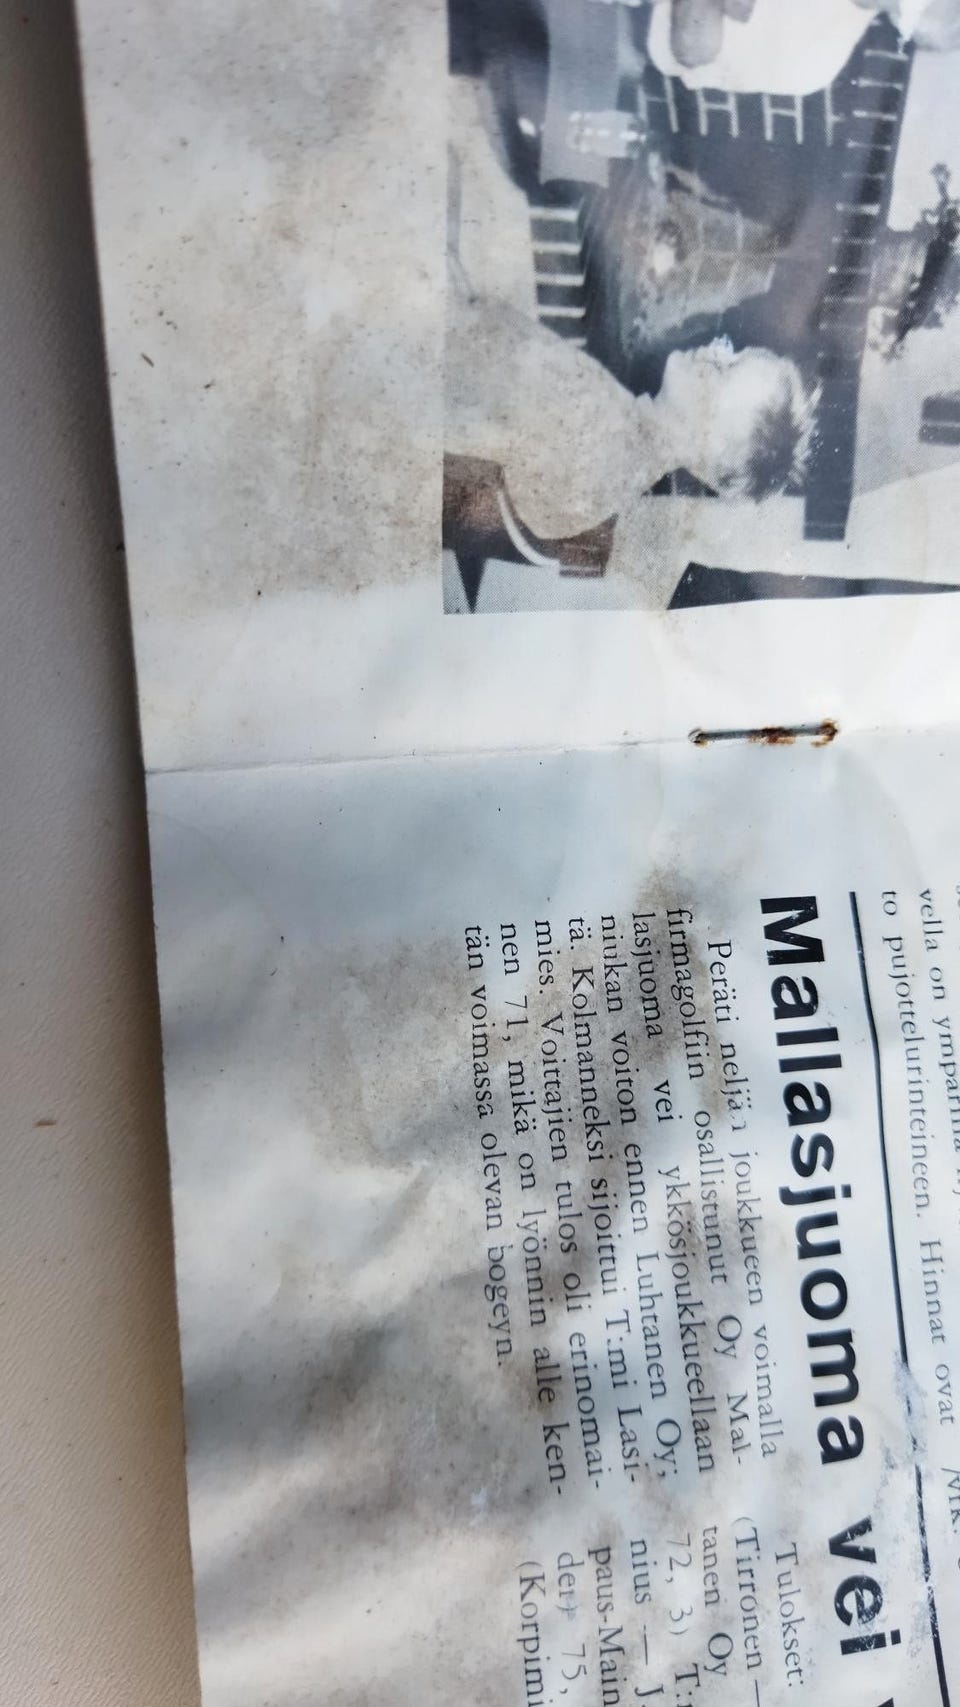 vella on
to pujottelurinteineen. Hinnat ovat
Mallasjuoma vei
Peräti neljän joukkueen voimalla
firmagolfiin osallistunut Oy Mal-
lasjuoma vei ykkösjoukkueellaan
niukan voiton ennen Luhtanen Oy;
tä. Kolmanneksi sijoittui T:mi Lasi-
mies. Voittajien tulos oli erinomai-
nen 71, mikä on lyönnin alle ken-
tän voimassa olevan bogeyn.
Tulokset:
(Tirronen —
tanen Oy
72, 3)
nius — J.
paus-Main
der) 75,
(Korpimi